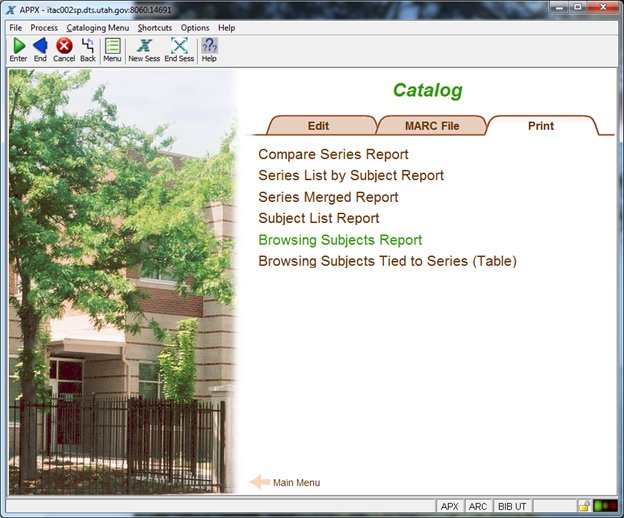 APPX - itac002sp.dts.utah.gov:8060:14691
File Process Cataloging Menu Shortcuts Options Help
Enter End Cancel Back Menu New Sess End Sess Help
Catalog
Edit MARC File Print
Compare Series Report
Series List by Subject Report
Series Merged Report
Subject List Report
Browsing Subjects Report
Browsing Subjects Tied to Series (Table)
Main Menu
APX ARC BIB UT